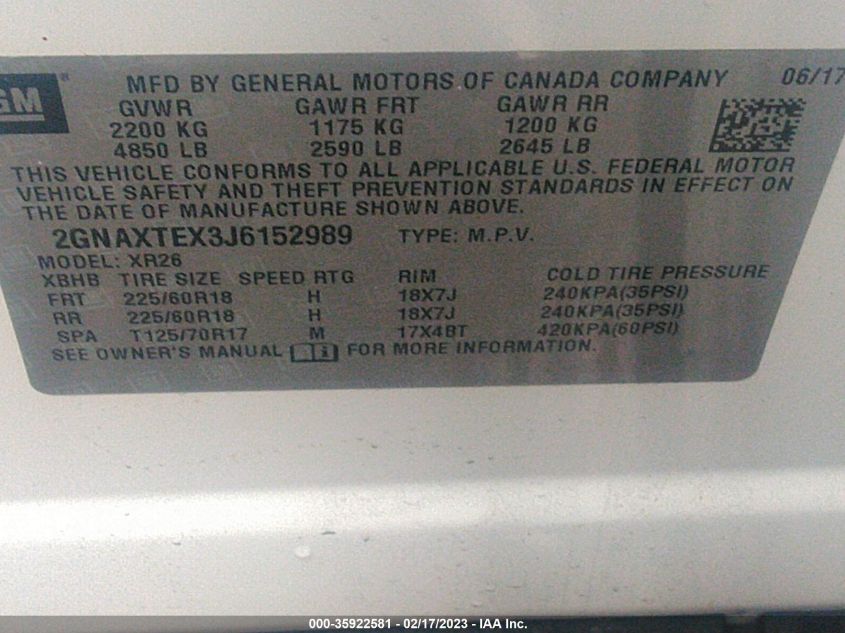 GM ®
MFD BY GENERAL MOTORS OF CANADA COMPANY 06/17
GVWR GAWR FRT GAWR RR
2200 KG 1175 KG 1200 KG
4850 LB 2590 LB 2645 LB
THIS VEHICLE CONFORMS TO ALL APPLICABLE U.S. FEDERAL MOTOR
VEHICLE SAFETY AND THEFT PREVENTION STANDARDS IN EFFECT ON
THE DATE OF MANUFACTURE SHOWN ABOVE.
2GNAXTEX3J6152989 TYPE: M.P.V.
MODEL: XR26
XBHB TIRE SIZE SPEED RTG RIM COLD TIRE PRESSURE
FRT 225/60R18 H 18X7J 240KPA(35PSI)
RR 225/60R18 H 18X7J 240KPA(35PSI)
SPA T125/70R17 M 17X4BT 420KPA(60PSI)
SEE OWNER'S MANUAL FOR MORE INFORMATION.
000-35922581 - 02/17/2023 - IAA Inc.